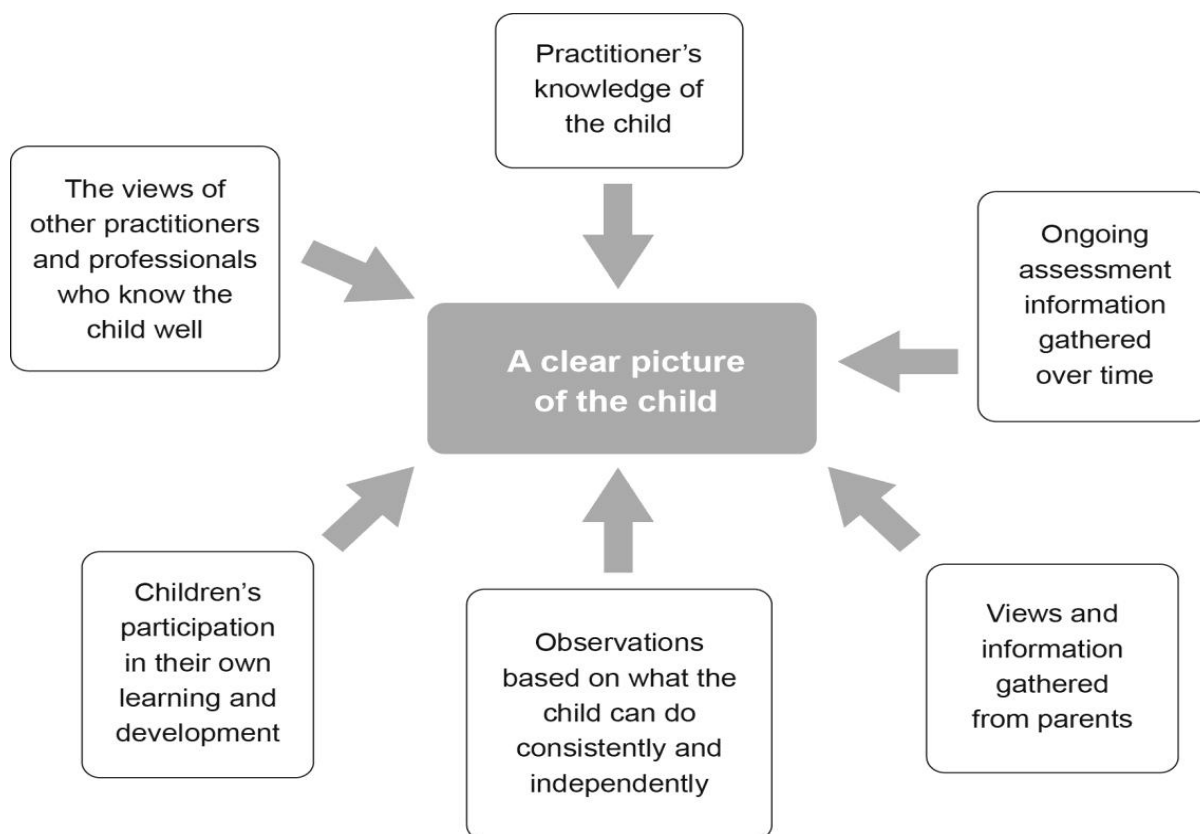 Practitioner’s
knowledge of
the child
The views of
other practitioners
and professionals
who know the
child well
Ongoing
assessment
information
gathered
over time
A clear picture
of the child
Children’s
participation
in their own
learning and
development
Observations
based on what the
child can do
consistently and
independently
Views and
information
gathered
from parents